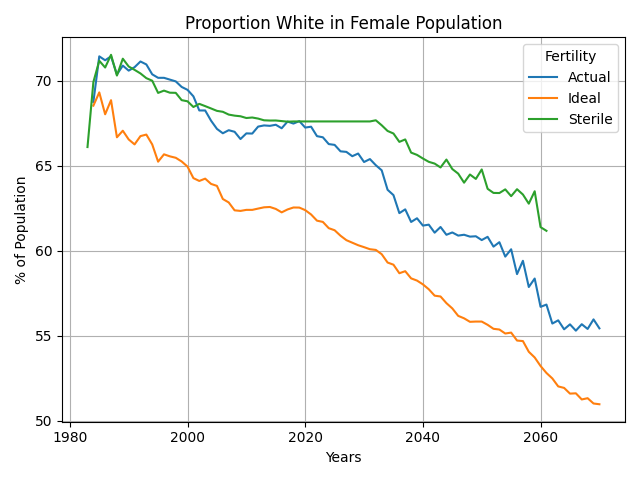 Proportion White in Female Population
Fertility
Actual
Ideal
Sterile
% of Population
70
65
60
55
50
1980
2000
2020
2040
2060
Years